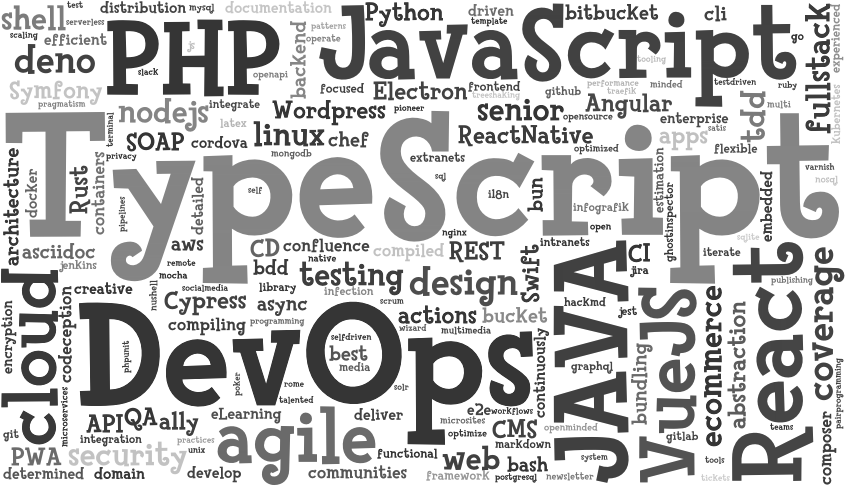 shell
test
serverless
scaling
efficient
distribution
mysql
documentation
patterns
operate
Python
driven
template
bitbucket
cli
go
fullstack
experienced
deno
PHP
js
slack
openapi
backend
JavaScript
tooling
testdriven
ruby
Symfony
pragmatism
nodejs
integrate
focused
Electron
frontend
treeshaking
github
performance
traefik
minded
Angular
multi
kubernetes
latex
Wordpress
pioneer
senior
opensource
enterprise
satis
tdd
terminal
SOAP
cordova
linux
chef
mongodb
ReactNative
optimized
apps
flexible
privacy
TypeScript
extranets
sql
varnish
nosql
architecture
docker
Rust
containers
pipelines
detailed
self
i18n
bun
infografik
open
estimation
ghostinspector
embedded
sqlite
asciidoc
jenkins
aws
remote
mocha
CD
confluence
native
compiled
nginx
REST
intranets
CI
jira
iterate
publishing
bdd
library
testing
design
Swift
hackmd
creative
nushell
socialmedia
Cypress
async
infection
scrum
actions
bucket
jest
encryption
cloud
codeception
compiling
programming
wizard
multimedia
DevOps
phpunit
selfdriven
best
media
solr
poker
rome
talented
continuously
JAVA
graphql
VueJS
bundling
ecommerce
abstraction
React
coverage
pairprogramming
composer
microservices
API
QA
ally
eLearning
deliver
microsites
e2e
workflows
openminded
gitlab
teams
git
integration
practices
unix
agile
optimize
CMS
markdown
functional
PWA
security
web
bash
system
tools
determined
domain
develop
communities
framework
postgresql
newsletter
tickets